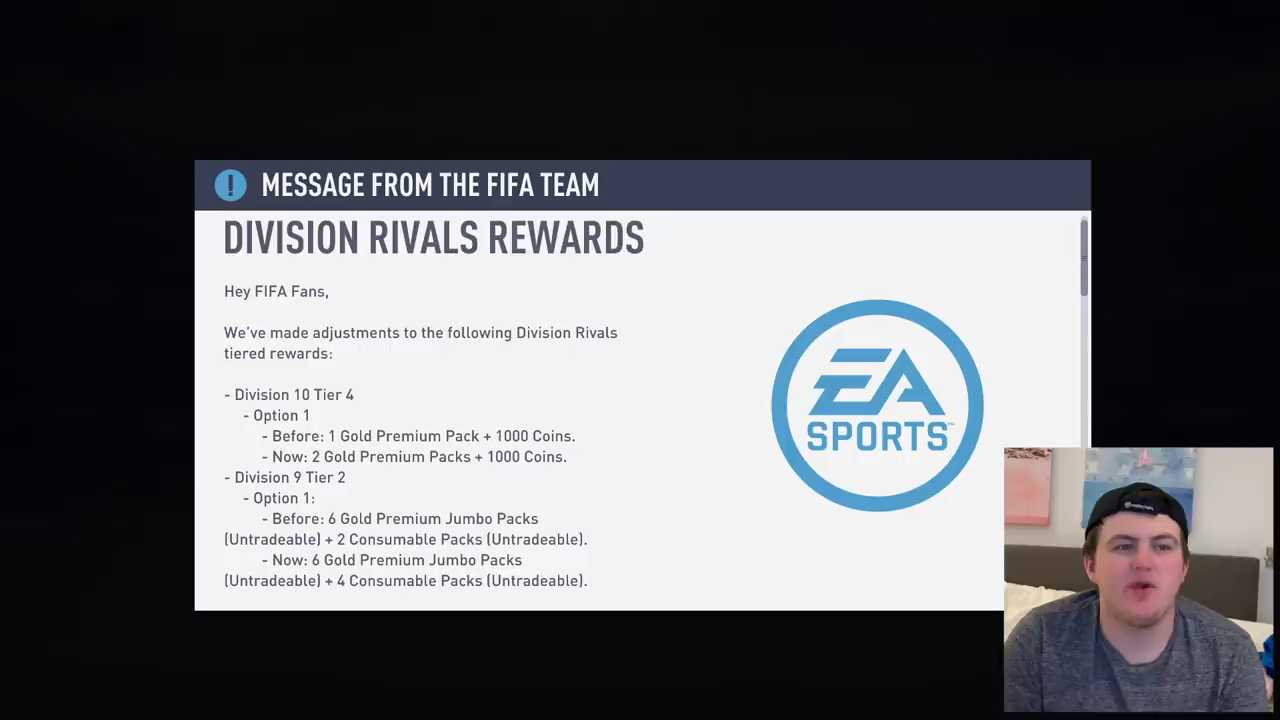 ! MESSAGE FROM THE FIFA TEAM
DIVISION RIVALS REWARDS
Hey FIFA Fans,
We've made adjustments to the following Division Rivals
tiered rewards:
- Division 10 Tier 4
- Option 1
- Before: 1 Gold Premium Pack + 1000 Coins.
- Now: 2 Gold Premium Packs + 1000 Coins.
- Division 9 Tier 2
- Option 1:
- Before: 6 Gold Premium Jumbo Packs
(Untradeable) + 2 Consumable Packs (Untradeable).
- Now: 6 Gold Premium Jumbo Packs
(Untradeable) + 4 Consumable Packs (Untradeable).
EA
SPORTS™